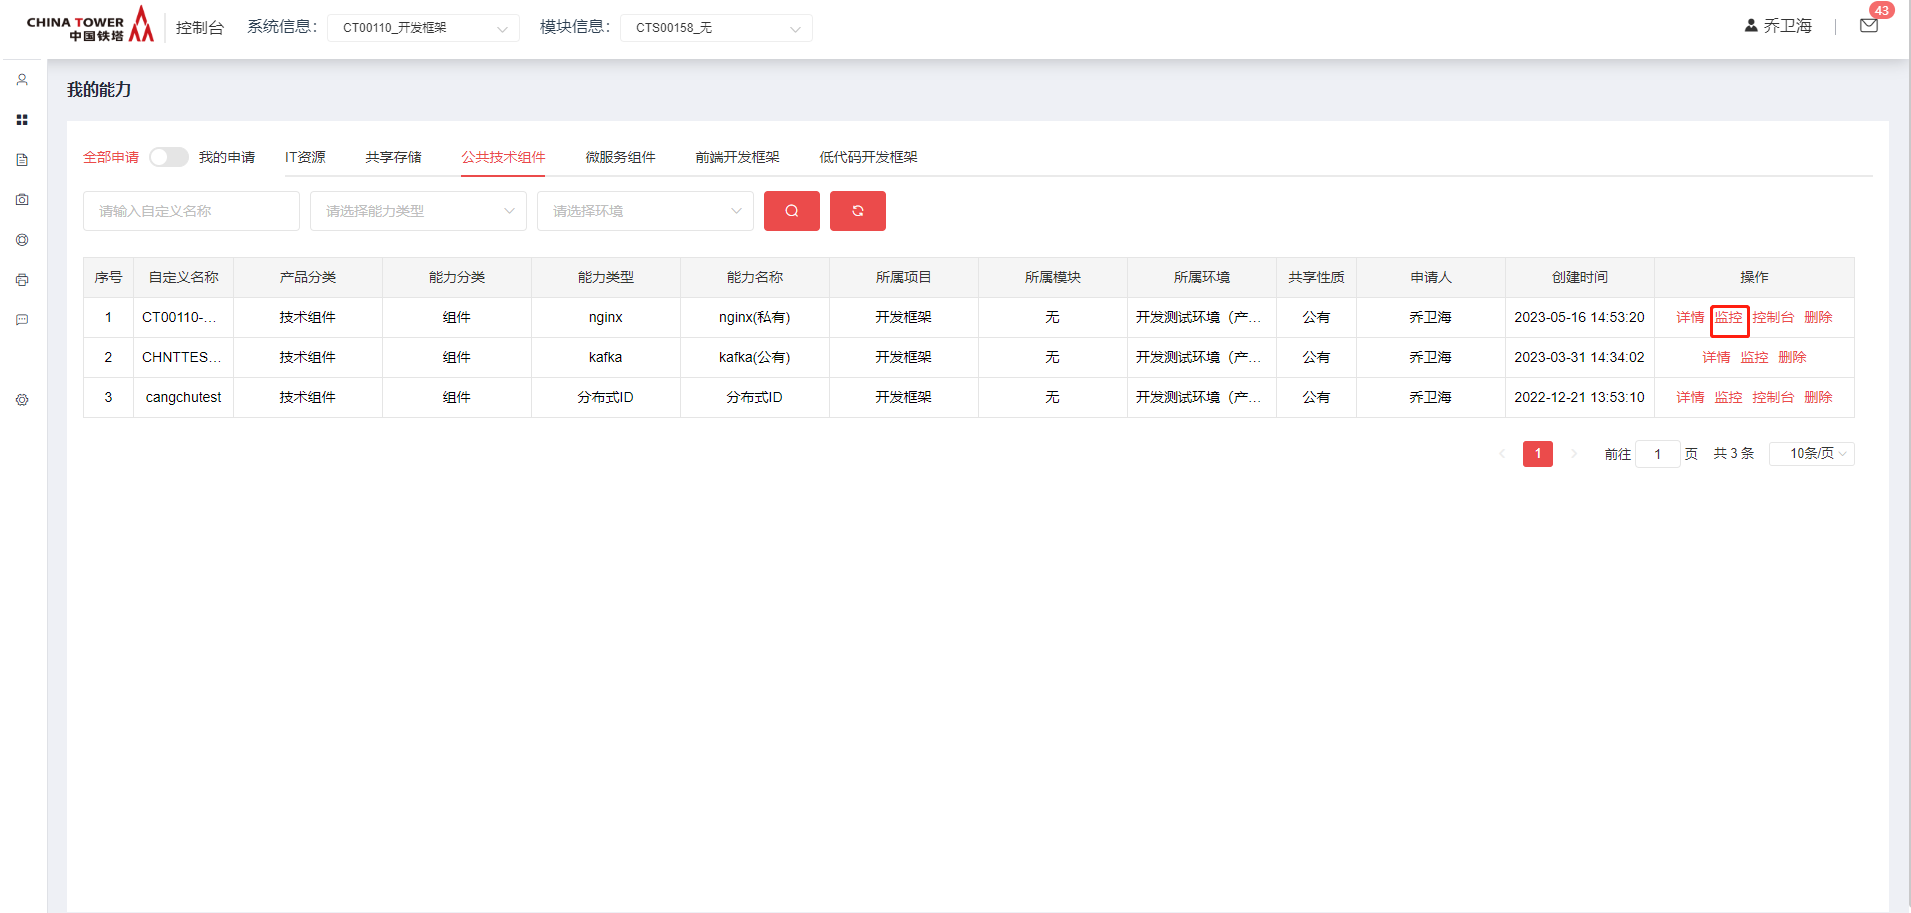 CHINA TOWER
中国铁塔
控制台 系统信息： CT00110_开发框架 模块信息： CTS00158_无 乔卫海 43
我的能力
全部申请 我的申请 IT资源 共享存储 公共技术组件 微服务组件 前端开发框架 低代码开发框架
请输入自定义名称 请选择能力类型 请选择环境
序号 自定义名称 产品分类 能力分类 能力类型 能力名称 所属项目 所属模块 所属环境 共享性质 申请人 创建时间 操作
1 CT00110-... 技术组件 组件 nginx nginx(私有) 开发框架 无 开发测试环境（产... 公有 乔卫海 2023-05-16 14:53:20 详情 监控 控制台 删除
2 CHNTTES... 技术组件 组件 kafka kafka(公有) 开发框架 无 开发测试环境（产... 公有 乔卫海 2023-03-31 14:34:02 详情 监控 删除
3 cangchutest 技术组件 组件 分布式ID 分布式ID 开发框架 无 开发测试环境（产... 公有 乔卫海 2022-12-21 13:53:10 详情 监控 控制台 删除
1 前往 1 页 共 3 条 10条/页